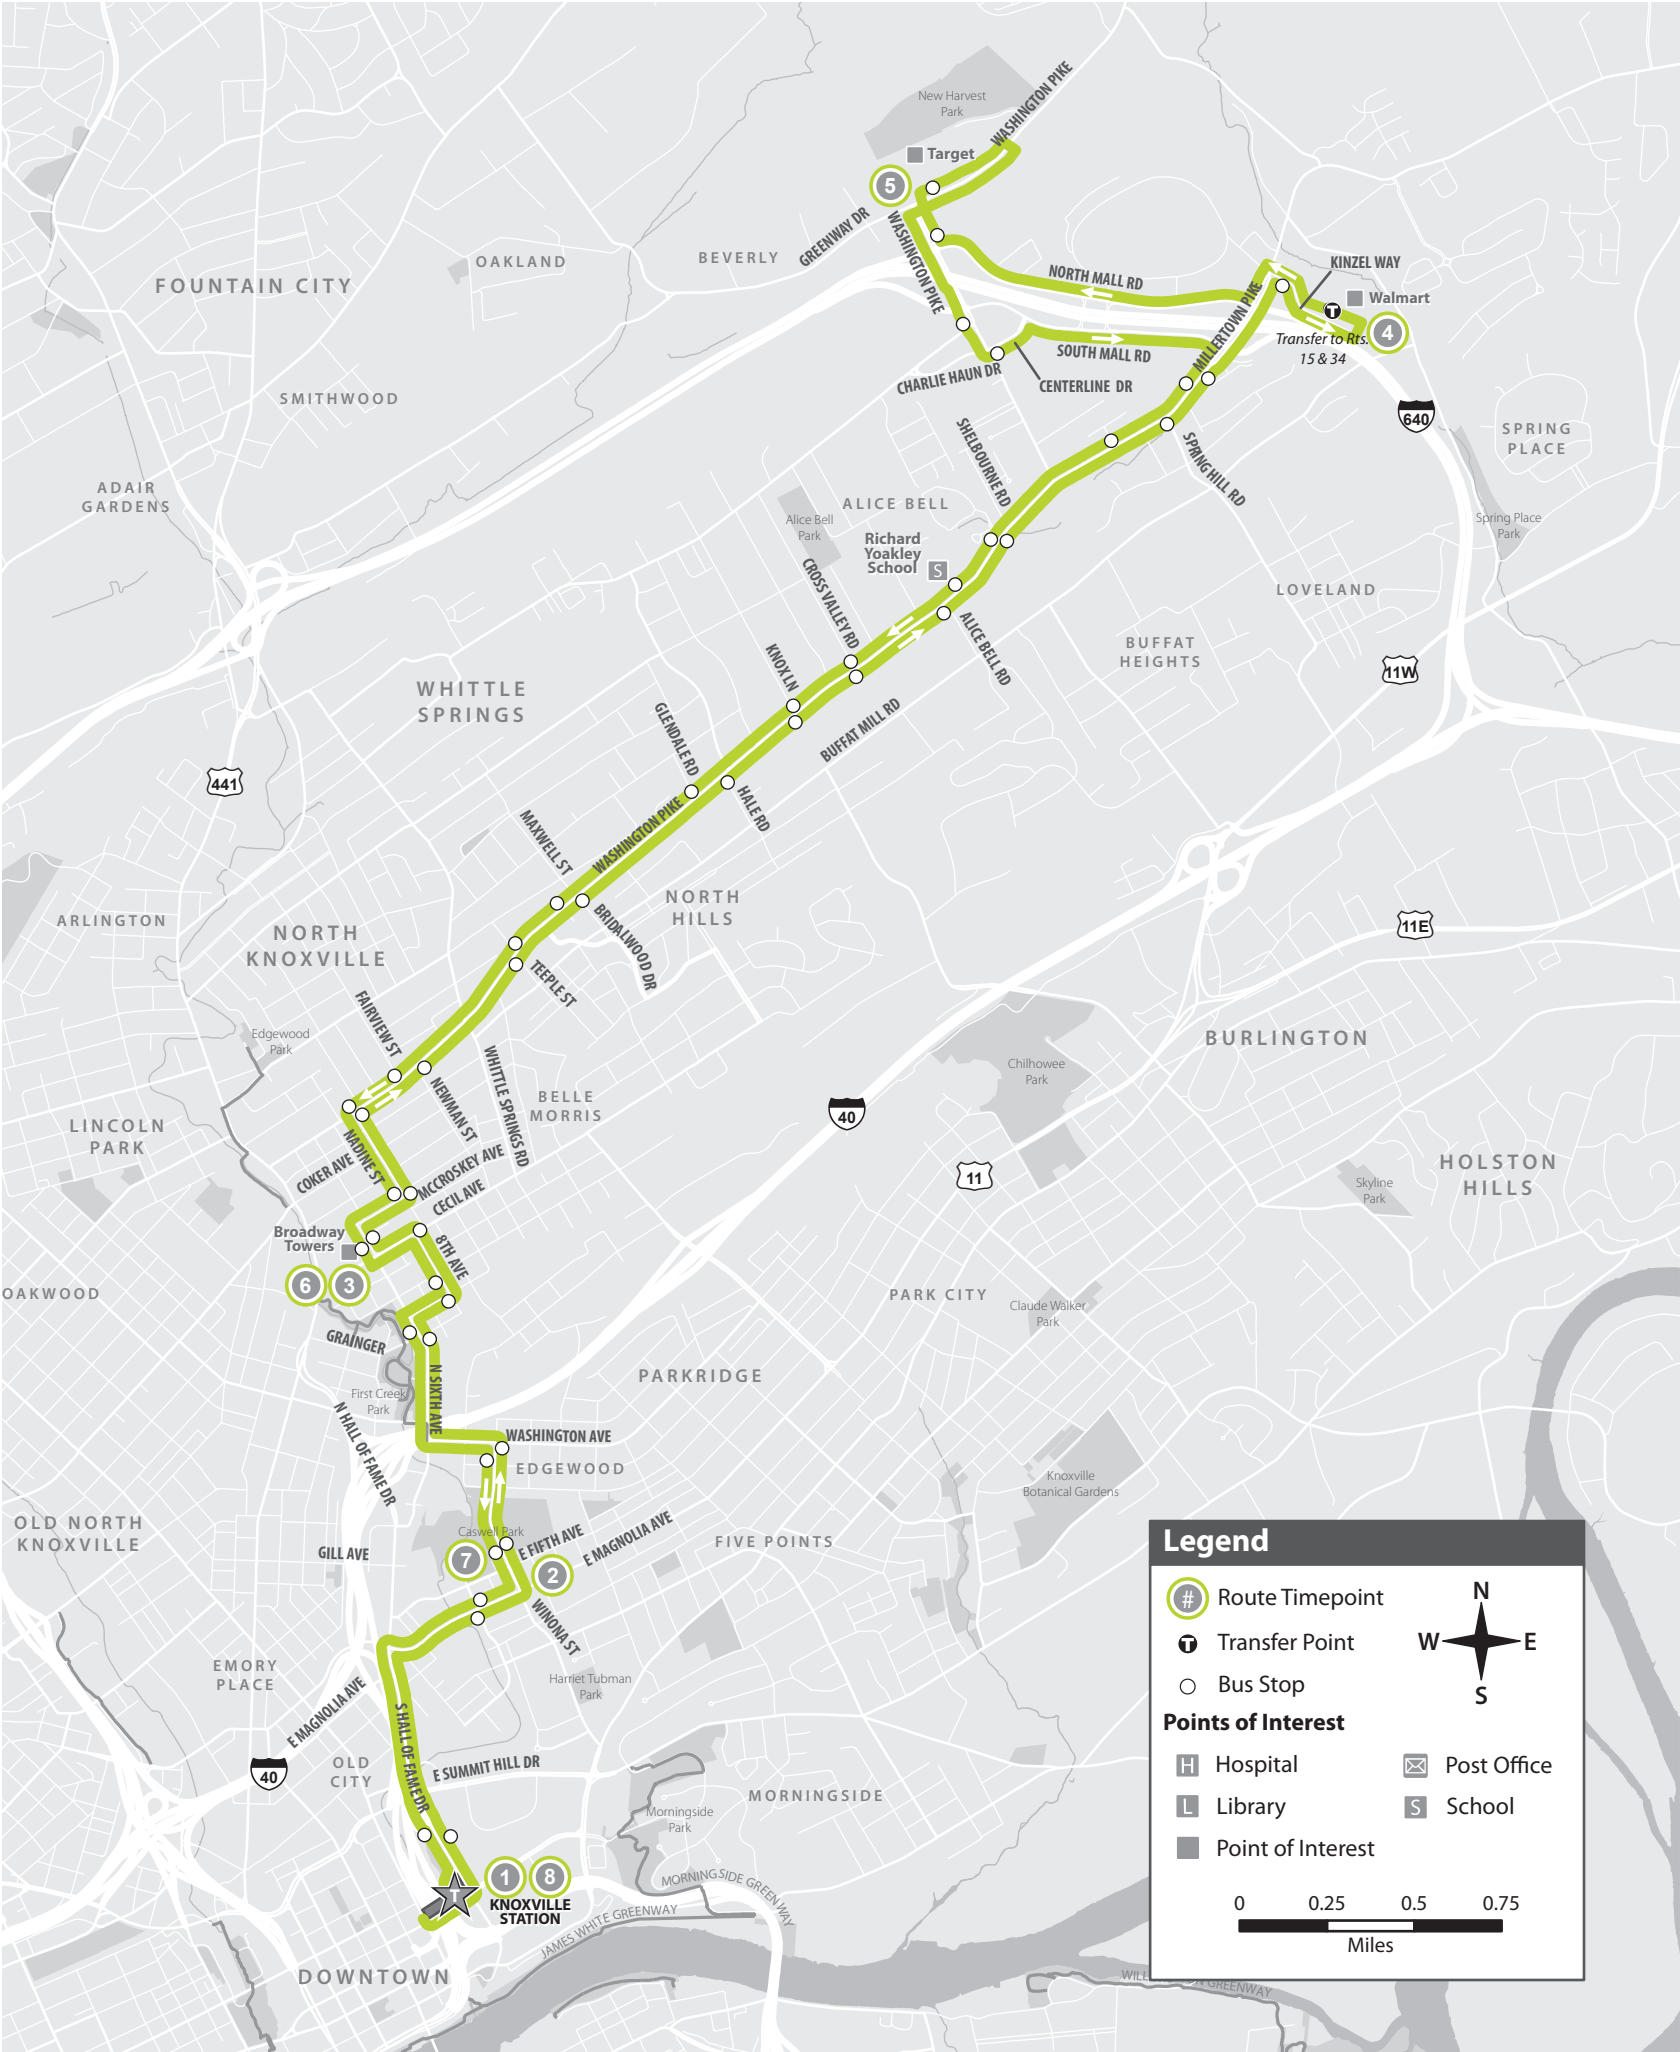 WASHINGTON PIKE
New Harvest
Park
Target
5
GREENWAY DR
WASHINGTON PIKE
BEVERLY
OAKLAND
FOUNTAIN CITY
NORTH MALL RD
KINZEL WAY
Walmart
T
4
Transfer to Rts.
15 & 34
MILLERTOWN PIKE
SOUTH MALL RD
CHARLIE HAUN DR
CENTERLINE DR
SMITHWOOD
640
SPRING
PLACE
SHELBOURNE RD
SPRING HILL RD
ADAIR
GARDENS
ALICE BELL
Alice Bell
Park
Spring Place
Park
Richard
Yoakley
School
S
CROSS VALLEY RD
LOVELAND
ALICE BELL RD
BUFFAT
HEIGHTS
11W
KNOX LN
WHITTLE
SPRINGS
GLENDALE RD
BUFFAT MILL RD
441
HALE RD
MAXWELL ST
WASHINGTON PIKE
NORTH
HILLS
BRIDALWOOD DR
ARLINGTON
11E
NORTH
KNOXVILLE
TEEPLE ST
FAIRVIEW ST
Edgewood
Park
BURLINGTON
Chilhowee
Park
WHITTLE SPRINGS RD
NEWMAN ST
BELLE
MORRIS
40
LINCOLN
PARK
NADINE ST
COKER AVE
MCCROSKEY AVE
CECIL AVE
11
HOLSTON
HILLS
Skyline
Park
Broadway
Towers
8TH AVE
6
3
OAKWOOD
PARK CITY
Claude Walker
Park
GRAINGER
N SIXTH AVE
First Creek
Park
PARKRIDGE
N HALL OF FAME DR
WASHINGTON AVE
EDGEWOOD
Knoxville
Botanical Gardens
OLD NORTH
KNOXVILLE
Caswell Park
E FIFTH AVE
E MAGNOLIA AVE
FIVE POINTS
GILL AVE
7
2
WINONA ST
EMORY
PLACE
Harriet Tubman
Park
E MAGNOLIA AVE
S HALL OF FAME DR
40
OLD
CITY
E SUMMIT HILL DR
MORNINGSIDE
Morningside
Park
1
8
T
KNOXVILLE
STATION
MORNINGSIDE GREENWAY
JAMES WHITE GREENWAY
DOWNTOWN
Legend
# Route Timepoint
T Transfer Point
Bus Stop
N
W E
S
Points of Interest
H Hospital
Post Office
L Library
S School
Point of Interest
0 0.25 0.5 0.75
Miles
GREENWAY